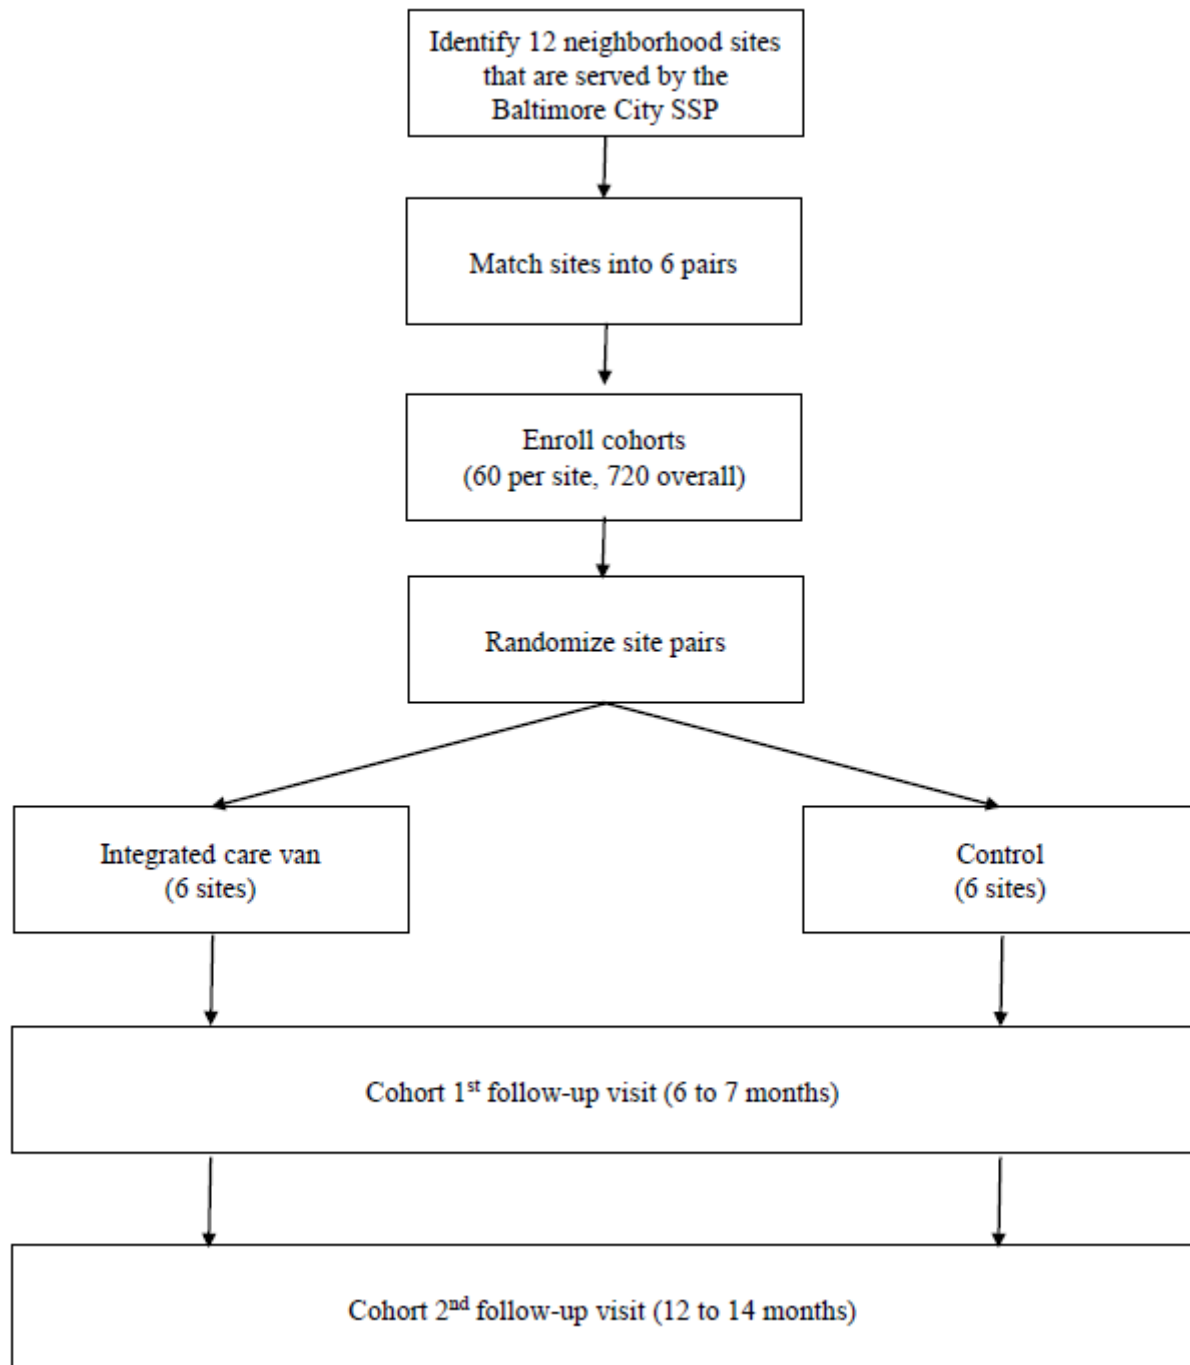 Identify 12 neighborhood sites
that are served by the
Baltimore City SSP
Match sites into 6 pairs
Enroll cohorts
(60 per site, 720 overall)
Randomize site pairs
Integrated care van
(6 sites)
Control
(6 sites)
Cohort 1st follow-up visit (6 to 7 months)
Cohort 2nd follow-up visit (12 to 14 months)